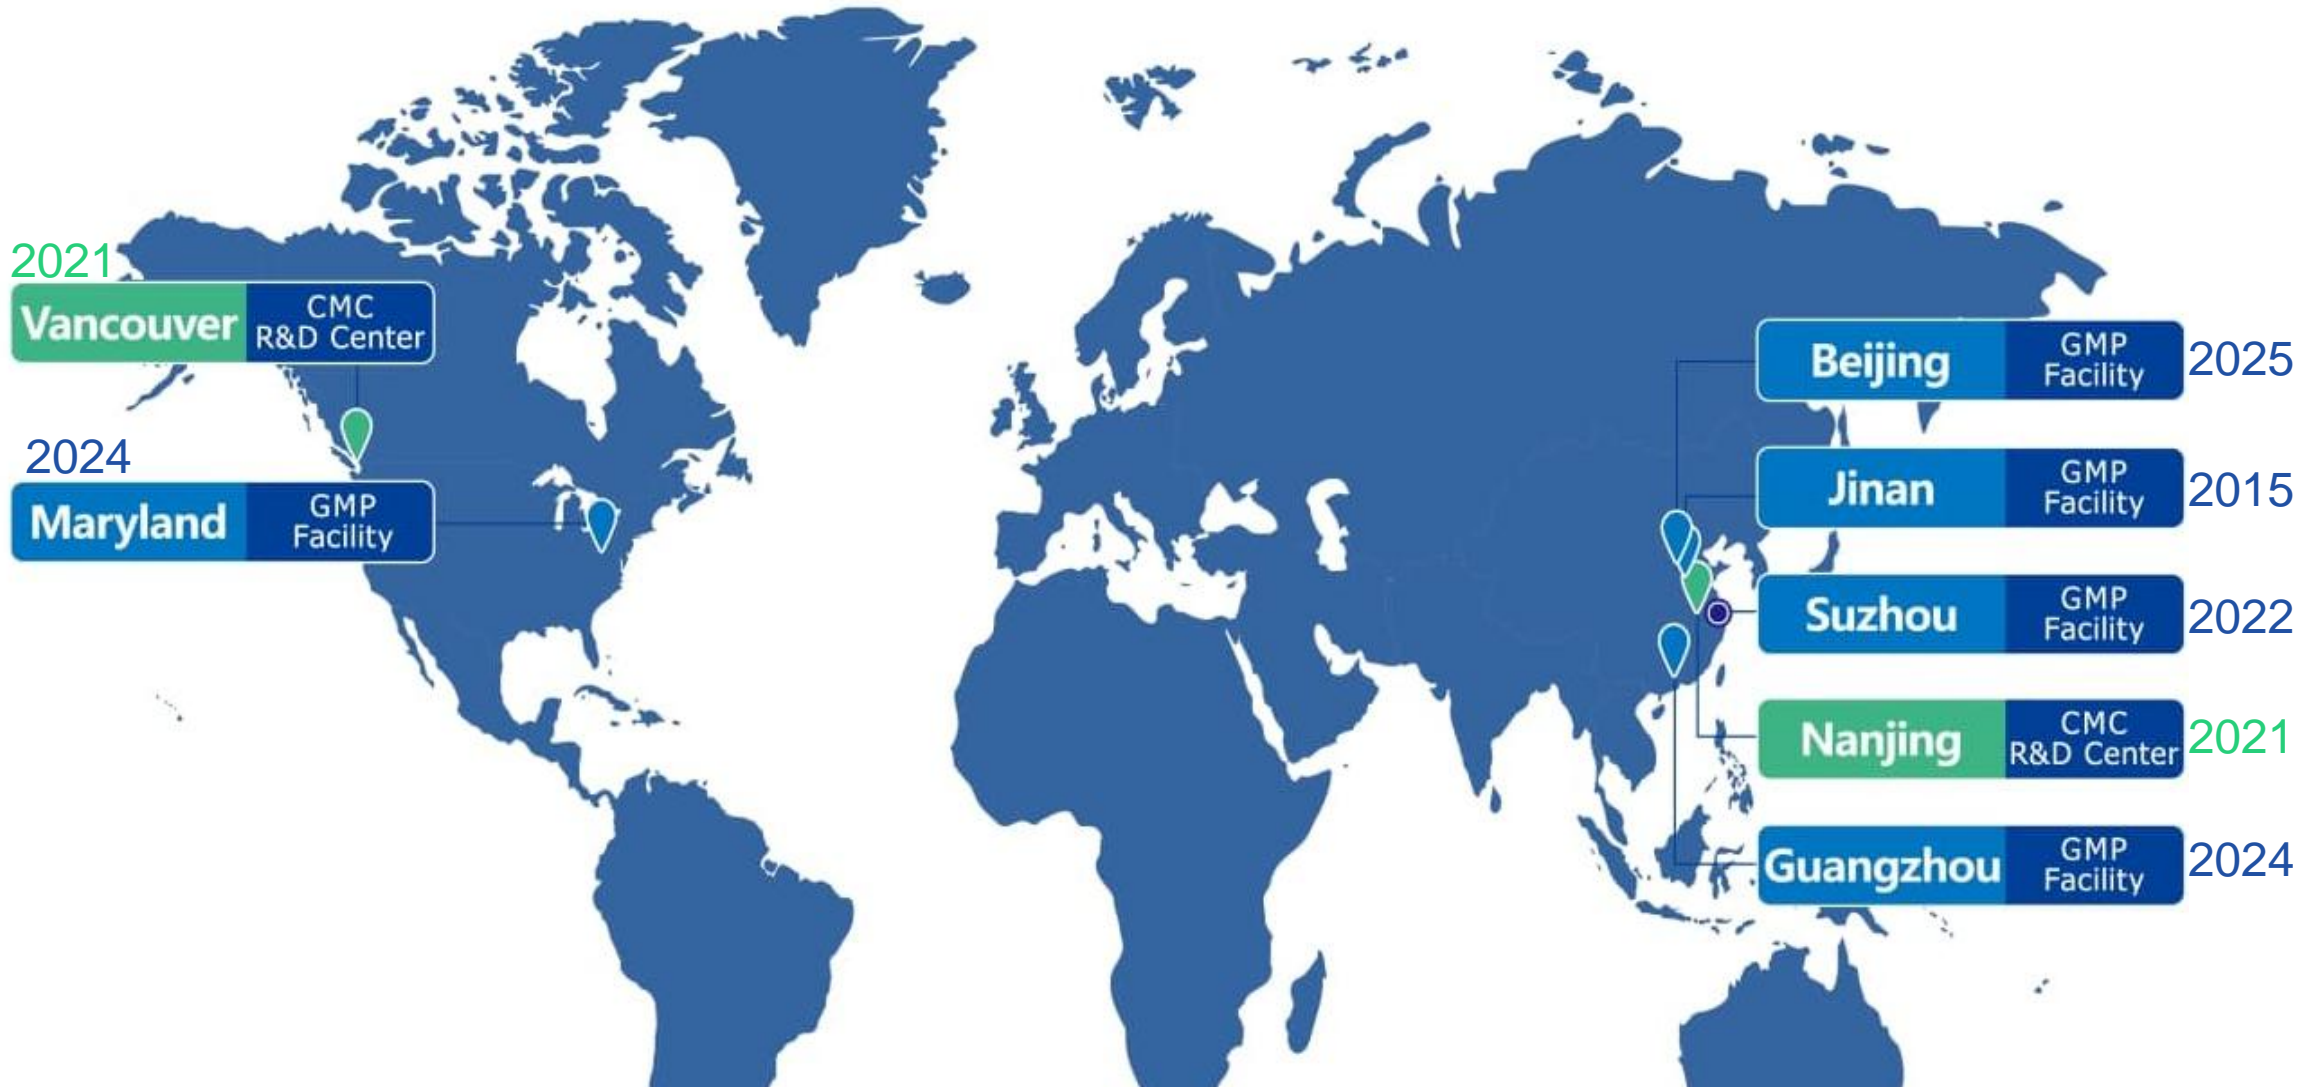 2021
Vancouver
CMC
R&D Center
2024
Maryland
GMP
Facility
Beijing
GMP
Facility
2025
Jinan
GMP
Facility
2015
Suzhou
GMP
Facility
2022
Nanjing
CMC
R&D Center
2021
Guangzhou
GMP
Facility
2024